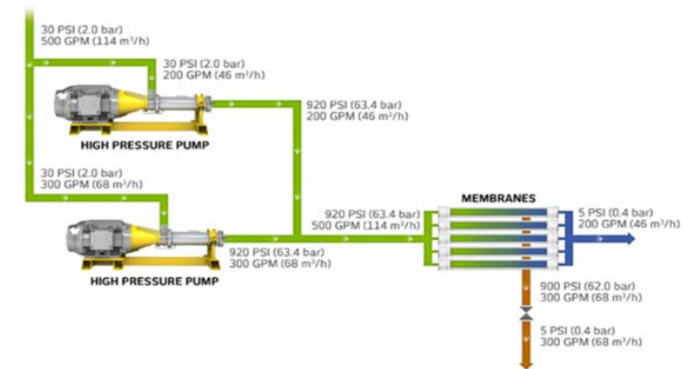 30 PSI (2.0 bar)
500 GPM (114 m³/h)
30 PSI (2.0 bar)
200 GPM (46 m³/h)
920 PSI (63.4 bar)
200 GPM (46 m³/h)
HIGH PRESSURE PUMP
30 PSI (2.0 bar)
300 GPM (68 m³/h)
MEMBRANES
920 PSI (63.4 bar)
500 GPM (114 m³/h)
5 PSI (0.4 bar)
200 GPM (46 m³/h)
920 PSI (63.4 bar)
300 GPM (68 m³/h)
HIGH PRESSURE PUMP
900 PSI (62.0 bar)
300 GPM (68 m³/h)
5 PSI (0.4 bar)
300 GPM (68 m³/h)